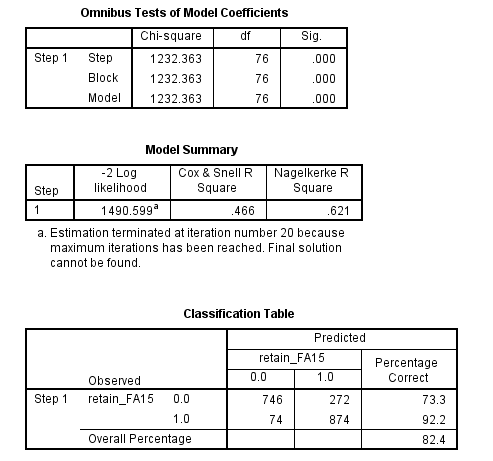 Omnibus Tests of Model Coefficients
Chi-square df Sig.
Step 1 Step 1232.363 76 .000
Block 1232.363 76 .000
Model 1232.363 76 .000
Model Summary
Step -2 Log likelihood Cox & Snell R Square Nagelkerke R Square
1 1490.599a .466 .621
a. Estimation terminated at iteration number 20 because
maximum iterations has been reached. Final solution
cannot be found.
Classification Table
Predicted
retain_FA15 Percentage Correct
Observed 0.0 1.0
Step 1 retain_FA15 0.0 746 272 73.3
1.0 74 874 92.2
Overall Percentage 82.4